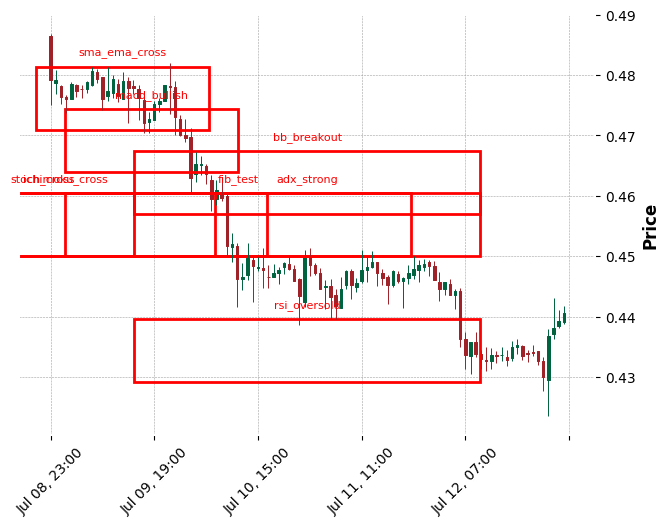 0.49
sma_ema_cross
0.48
macd_bullish
0.47
bb_breakout
fib_test
adx_strong
0.46
Price
0.45
0.44
rsi_oversold
0.43
Jul 08, 23:00
Jul 09, 19:00
Jul 10, 15:00
Jul 11, 11:00
Jul 12, 07:00